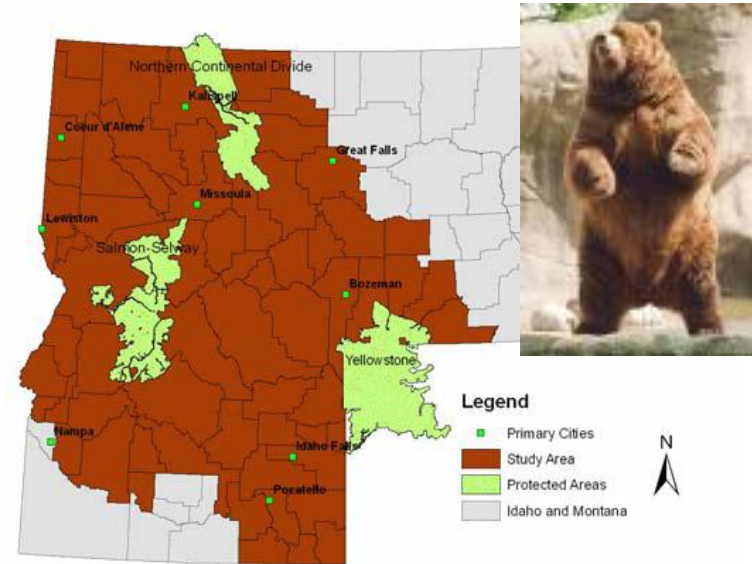 Northern Continental Divide
Kalispell
Coeur d'Alene
Great Falls
Missoula
Lewiston
Salmon-Selway
Bozeman
Yellowstone
Legend
Primary Cities
Study Area
Protected Areas
Idaho and Montana
N
Nampa
Idaho Falls
Pocatello